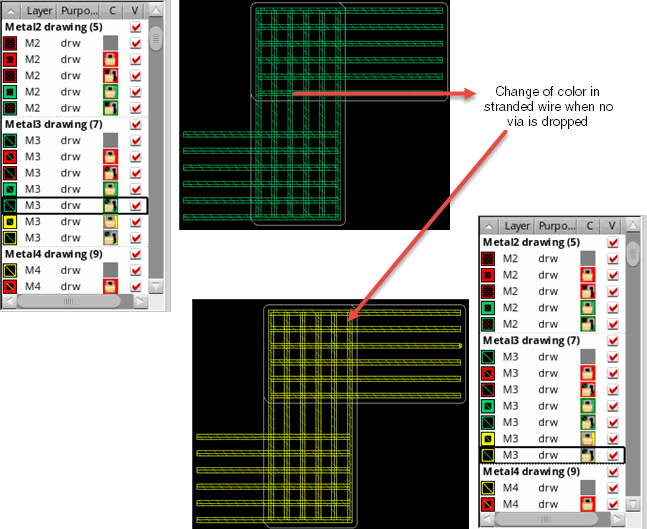 Layer Purpo... C V
Metal2 drawing (5)
M2 drw
M2 drw
M2 drw
M2 drw
M2 drw
Metal3 drawing (7)
M3 drw
M3 drw
M3 drw
M3 drw
M3 drw
M3 drw
M3 drw
Metal4 drawing (9)
M4 drw
M4 drw
Change of color in
stranded wire when no
via is dropped
Layer Purpo... C V
Metal2 drawing (5)
M2 drw
M2 drw
M2 drw
M2 drw
M2 drw
Metal3 drawing (7)
M3 drw
M3 drw
M3 drw
M3 drw
M3 drw
M3 drw
M3 drw
Metal4 drawing (9)
M4 drw
M4 drw